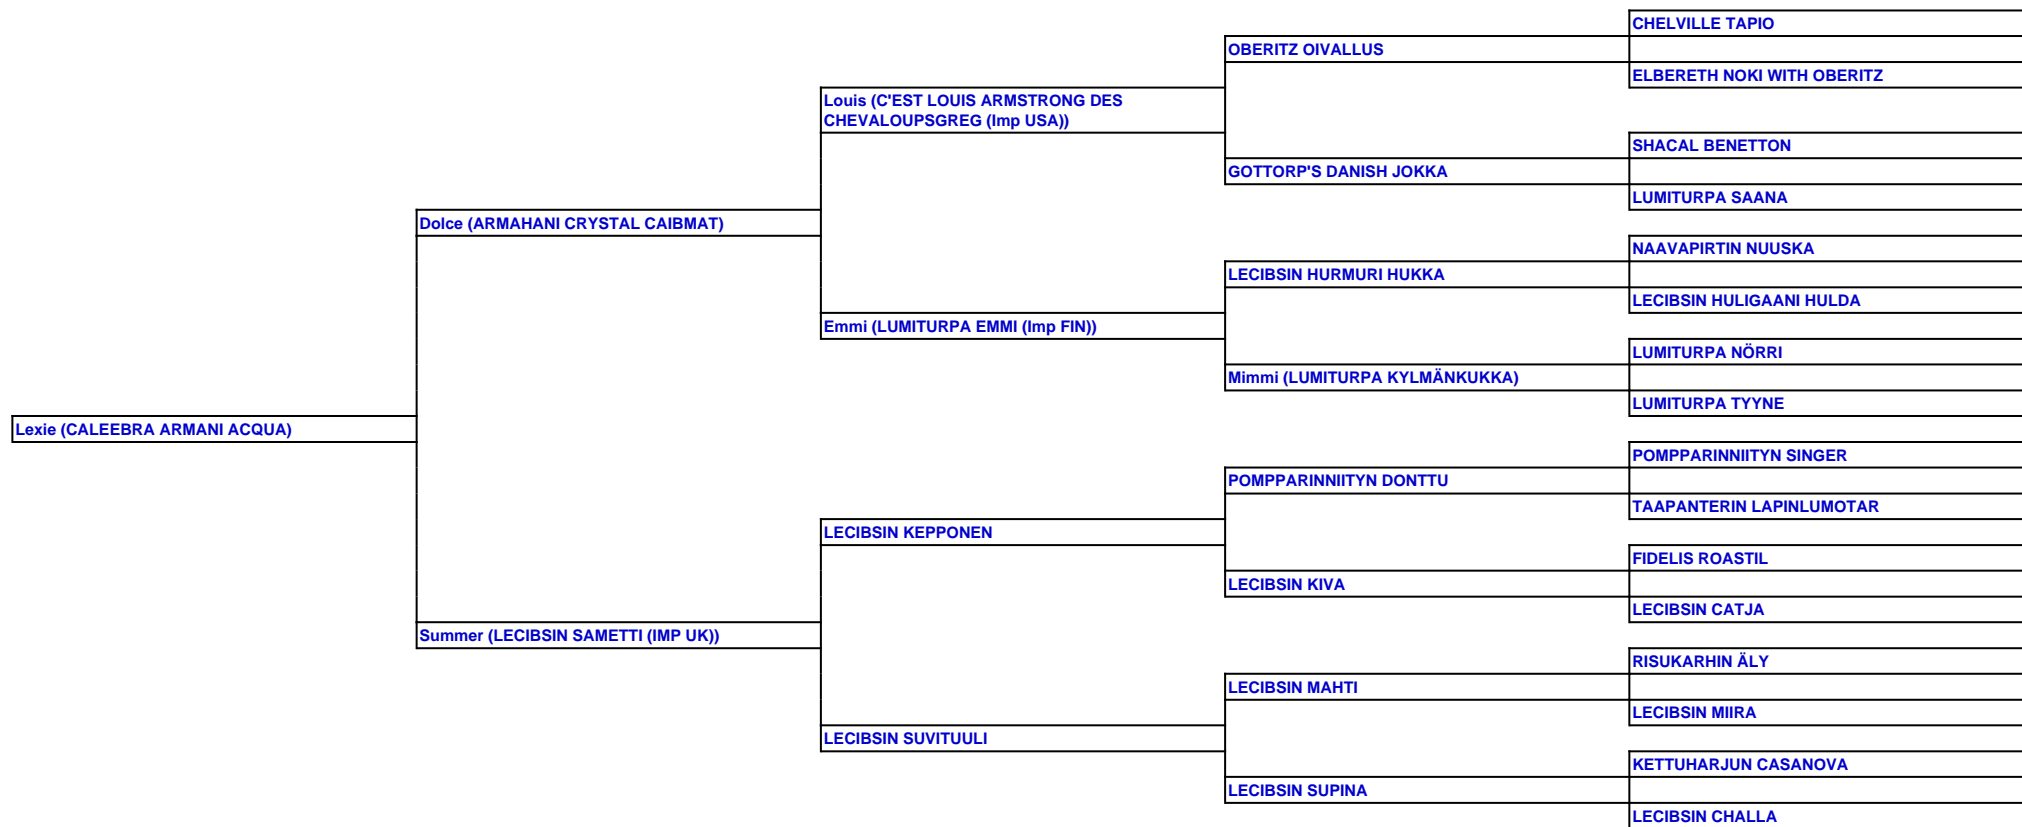 CHELVILLE TAPIO
OBERITZ OIVALLUS
ELBERETH NOKI WITH OBERITZ
Louis (C'EST LOUIS ARMSTRONG DES
CHEVALOUPSGREG (Imp USA))
SHACAL BENETTON
GOTTORP'S DANISH JOKKA
LUMITURPA SAANA
Dolce (ARMAHANI CRYSTAL CAIBMAT)
NAAVAPIRTIN NUUSKA
LECIBSIN HURMURI HUKKA
LECIBSIN HULIGAANI HULDA
Emmi (LUMITURPA EMMI (Imp FIN))
LUMITURPA NÖRRI
Mimmi (LUMITURPA KYLMÄNKUKKA)
LUMITURPA TYYNE
Lexie (CALEEBRA ARMANI ACQUA)
POMPPARINNIITYN SINGER
POMPPARINNIITYN DONTTU
TAAPANTERIN LAPINLUMOTAR
LECIBSIN KEPPONEN
FIDELIS ROASTIL
LECIBSIN KIVA
LECIBSIN CATJA
Summer (LECIBSIN SAMETTI (IMP UK))
RISUKARHIN ÄLY
LECIBSIN MAHTI
LECIBSIN MIIRA
LECIBSIN SUVITUULI
KETTUHARJUN CASANOVA
LECIBSIN SUPINA
LECIBSIN CHALLA